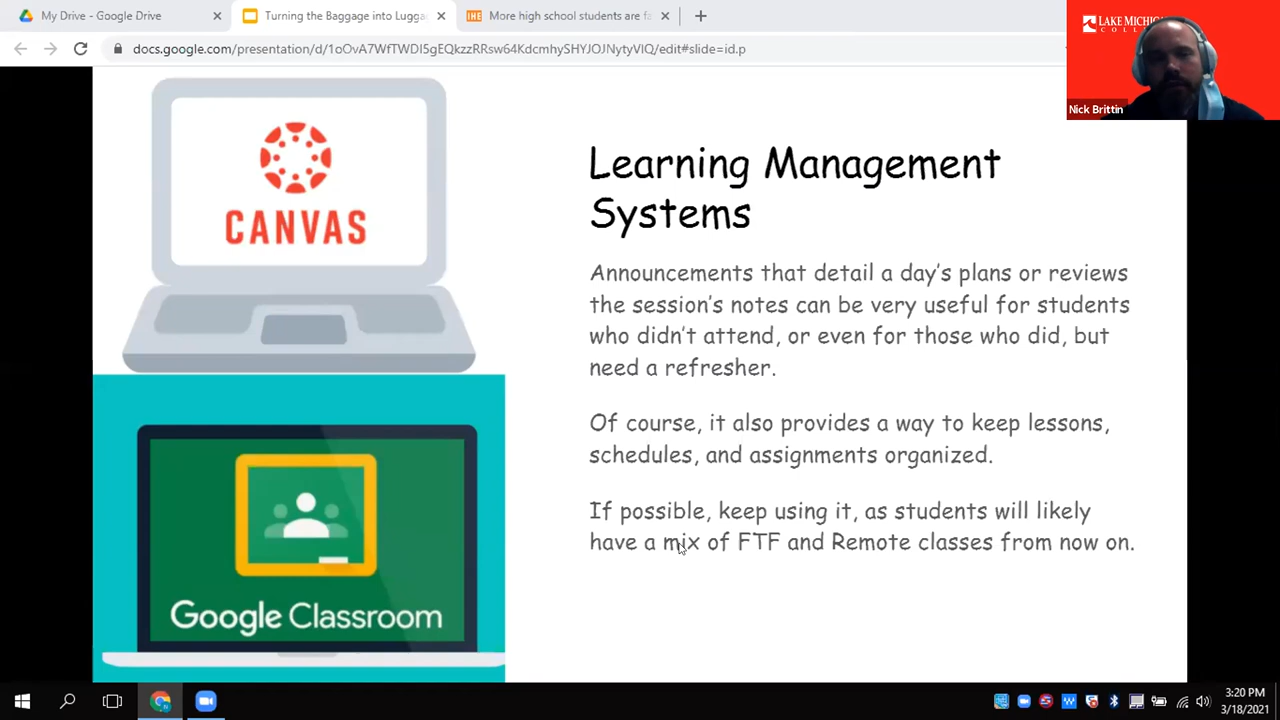 My Drive - Google Drive
Turning the Baggage into Lugga
IHE
More high school students are fa
docs.google.com/presentation/d/1oOvA7WfTWDI5gEQkzzRRsw64KdcmhySHYJOJNytyVlQ/edit#slide=id.p
LAKE MICHIG
COLL
Nick Brittin
CANVAS
Learning Management
Systems
Announcements that detail a day's plans or reviews
the session's notes can be very useful for students
who didn't attend, or even for those who did, but
need a refresher.
Of course, it also provides a way to keep lessons,
schedules, and assignments organized.
If possible, keep using it, as students will likely
have a mix of FTF and Remote classes from now on.
Google Classroom
3:20 PM
3/18/2021